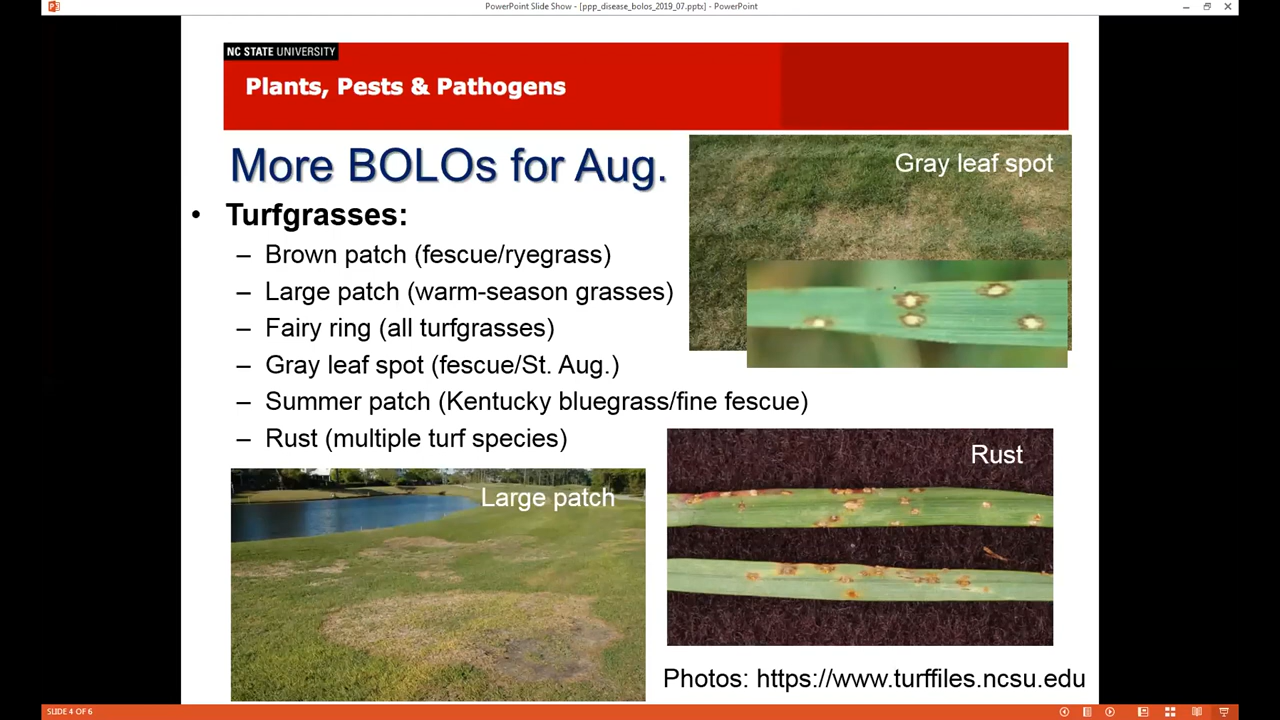 PowerPoint Slide Show - [ppp_disease_bolos_2019_07.pptx] - PowerPoint
NC STATE UNIVERSITY
Plants, Pests & Pathogens
More BOLOs for Aug.
• Turfgrasses:
– Brown patch (fescue/ryegrass)
– Large patch (warm-season grasses)
– Fairy ring (all turfgrasses)
– Gray leaf spot (fescue/St. Aug.)
– Summer patch (Kentucky bluegrass/fine fescue)
– Rust (multiple turf species)
Gray leaf spot
Rust
Large patch
Photos: https://www.turffiles.ncsu.edu
SLIDE 4 OF 6